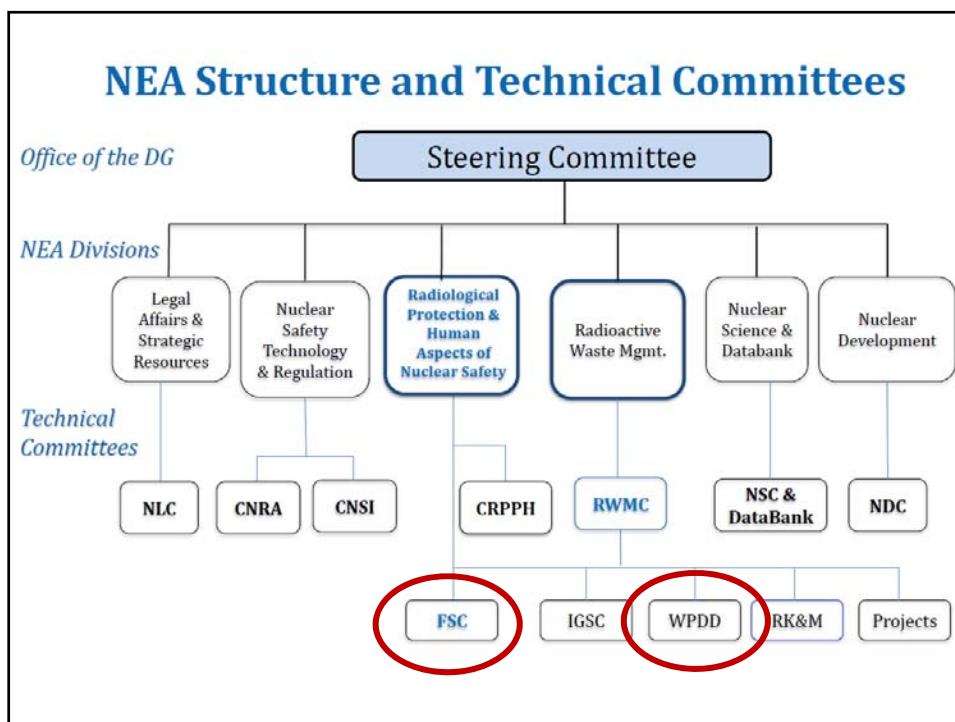 NEA Structure and Technical Committees
Office of the DG
Steering Committee
NEA Divisions
Legal
Affairs &
Strategic
Resources
Nuclear
Safety
Technology
& Regulation
Radiological
Protection &
Human
Aspects of
Nuclear Safety
Radioactive
Waste Mgmt.
Nuclear
Science &
Databank
Nuclear
Development
Technical
Committees
NLC
CNRA
CNSI
CRPPH
RWMC
NSC &
DataBank
NDC
FSC
IGSC
WPDD
RK&M
Projects